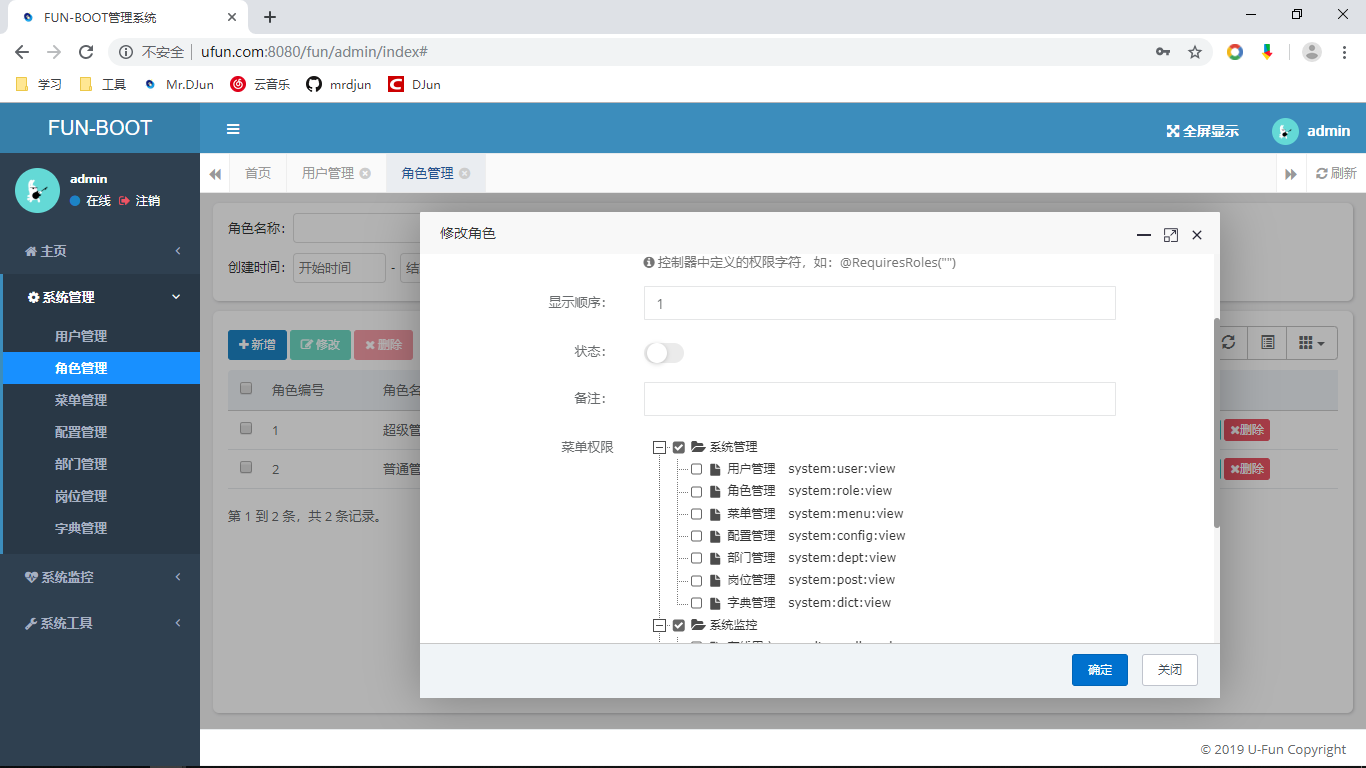 FUN-BOOT管理系统
不安全 ufun.com:8080/fun/admin/index#
学习 工具 Mr.DJun 云音乐 mrdjun DJun
FUN-BOOT 全屏显示 admin
admin
在线 注销
首页 用户管理 角色管理 刷新
主页
系统管理
用户管理
角色管理
菜单管理
配置管理
部门管理
岗位管理
字典管理
系统监控
系统工具
角色名称:
创建时间: 开始时间 - 结
新增 修改 删除
角色编号 角色名
1 超级管 删除
2 普通管 删除
第 1 到 2 条，共 2 条记录。
修改角色
控制器中定义的权限字符，如：@RequiresRoles("")
显示顺序: 1
状态:
备注:
菜单权限 系统管理
用户管理 system:user:view
角色管理 system:role:view
菜单管理 system:menu:view
配置管理 system:config:view
部门管理 system:dept:view
岗位管理 system:post:view
字典管理 system:dict:view
系统监控
确定 关闭
© 2019 U-Fun Copyright